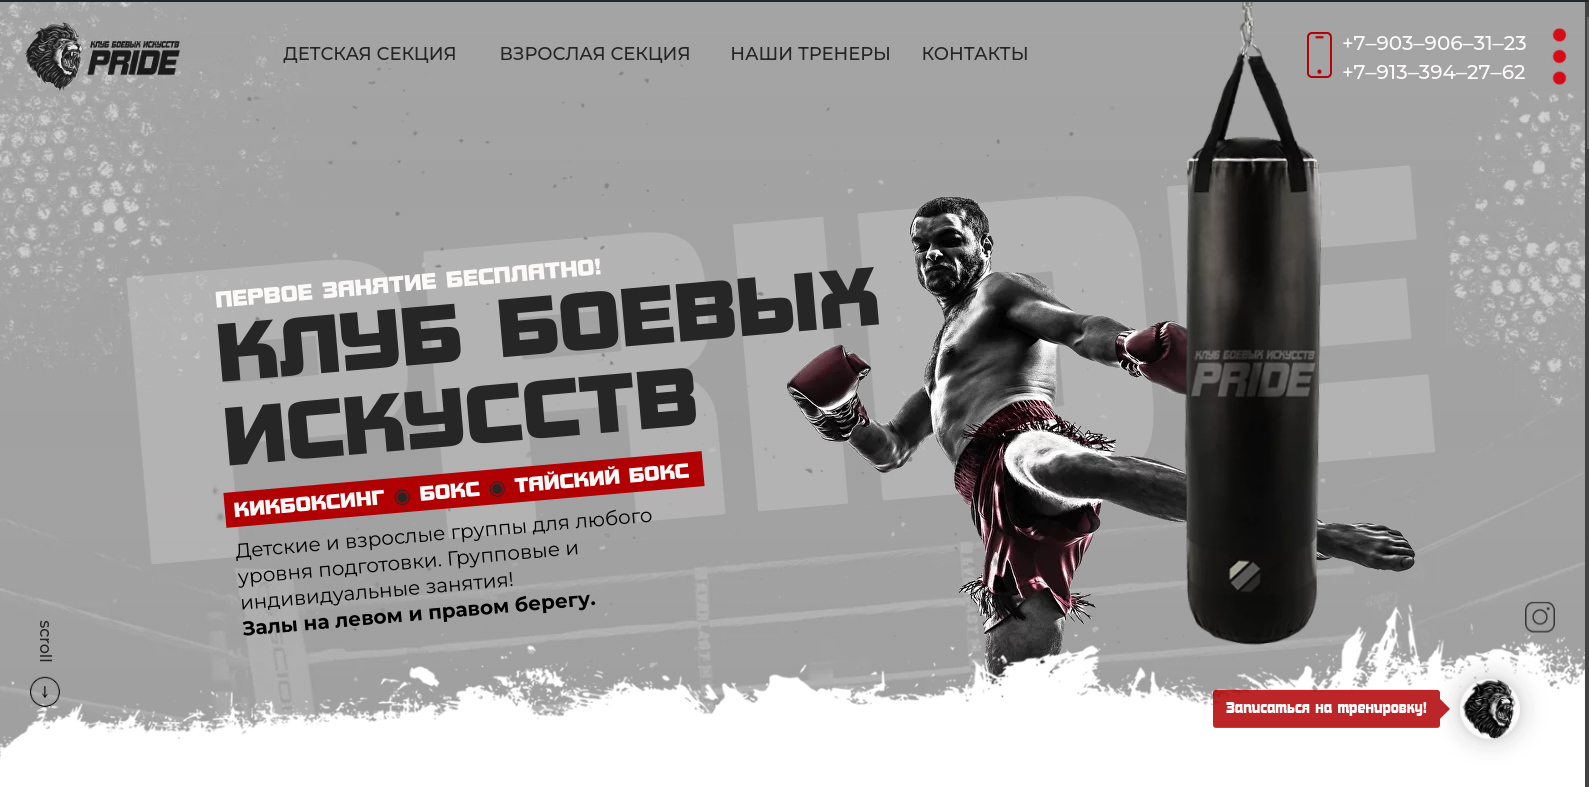 КЛУБ БОЕВЫХ ИСКУССТВ
PRIDE
ДЕТСКАЯ СЕКЦИЯ
ВЗРОСЛАЯ СЕКЦИЯ
НАШИ ТРЕНЕРЫ
КОНТАКТЫ
+7–903–906–31–23
+7–913–394–27–62
PRIDE
ПЕРВОЕ ЗАНЯТИЕ БЕСПЛАТНО!
КЛУБ БОЕВЫХ
ИСКУССТВ
КИКБОКСИНГ ◉ БОКС ◉ ТАЙСКИЙ БОКС
Детские и взрослые группы для любого
уровня подготовки. Групповые и
индивидуальные занятия!
Залы на левом и правом берегу.
КЛУБ БОЕВЫХ ИСКУССТВ
PRIDE
scroll
Записаться на тренировку!